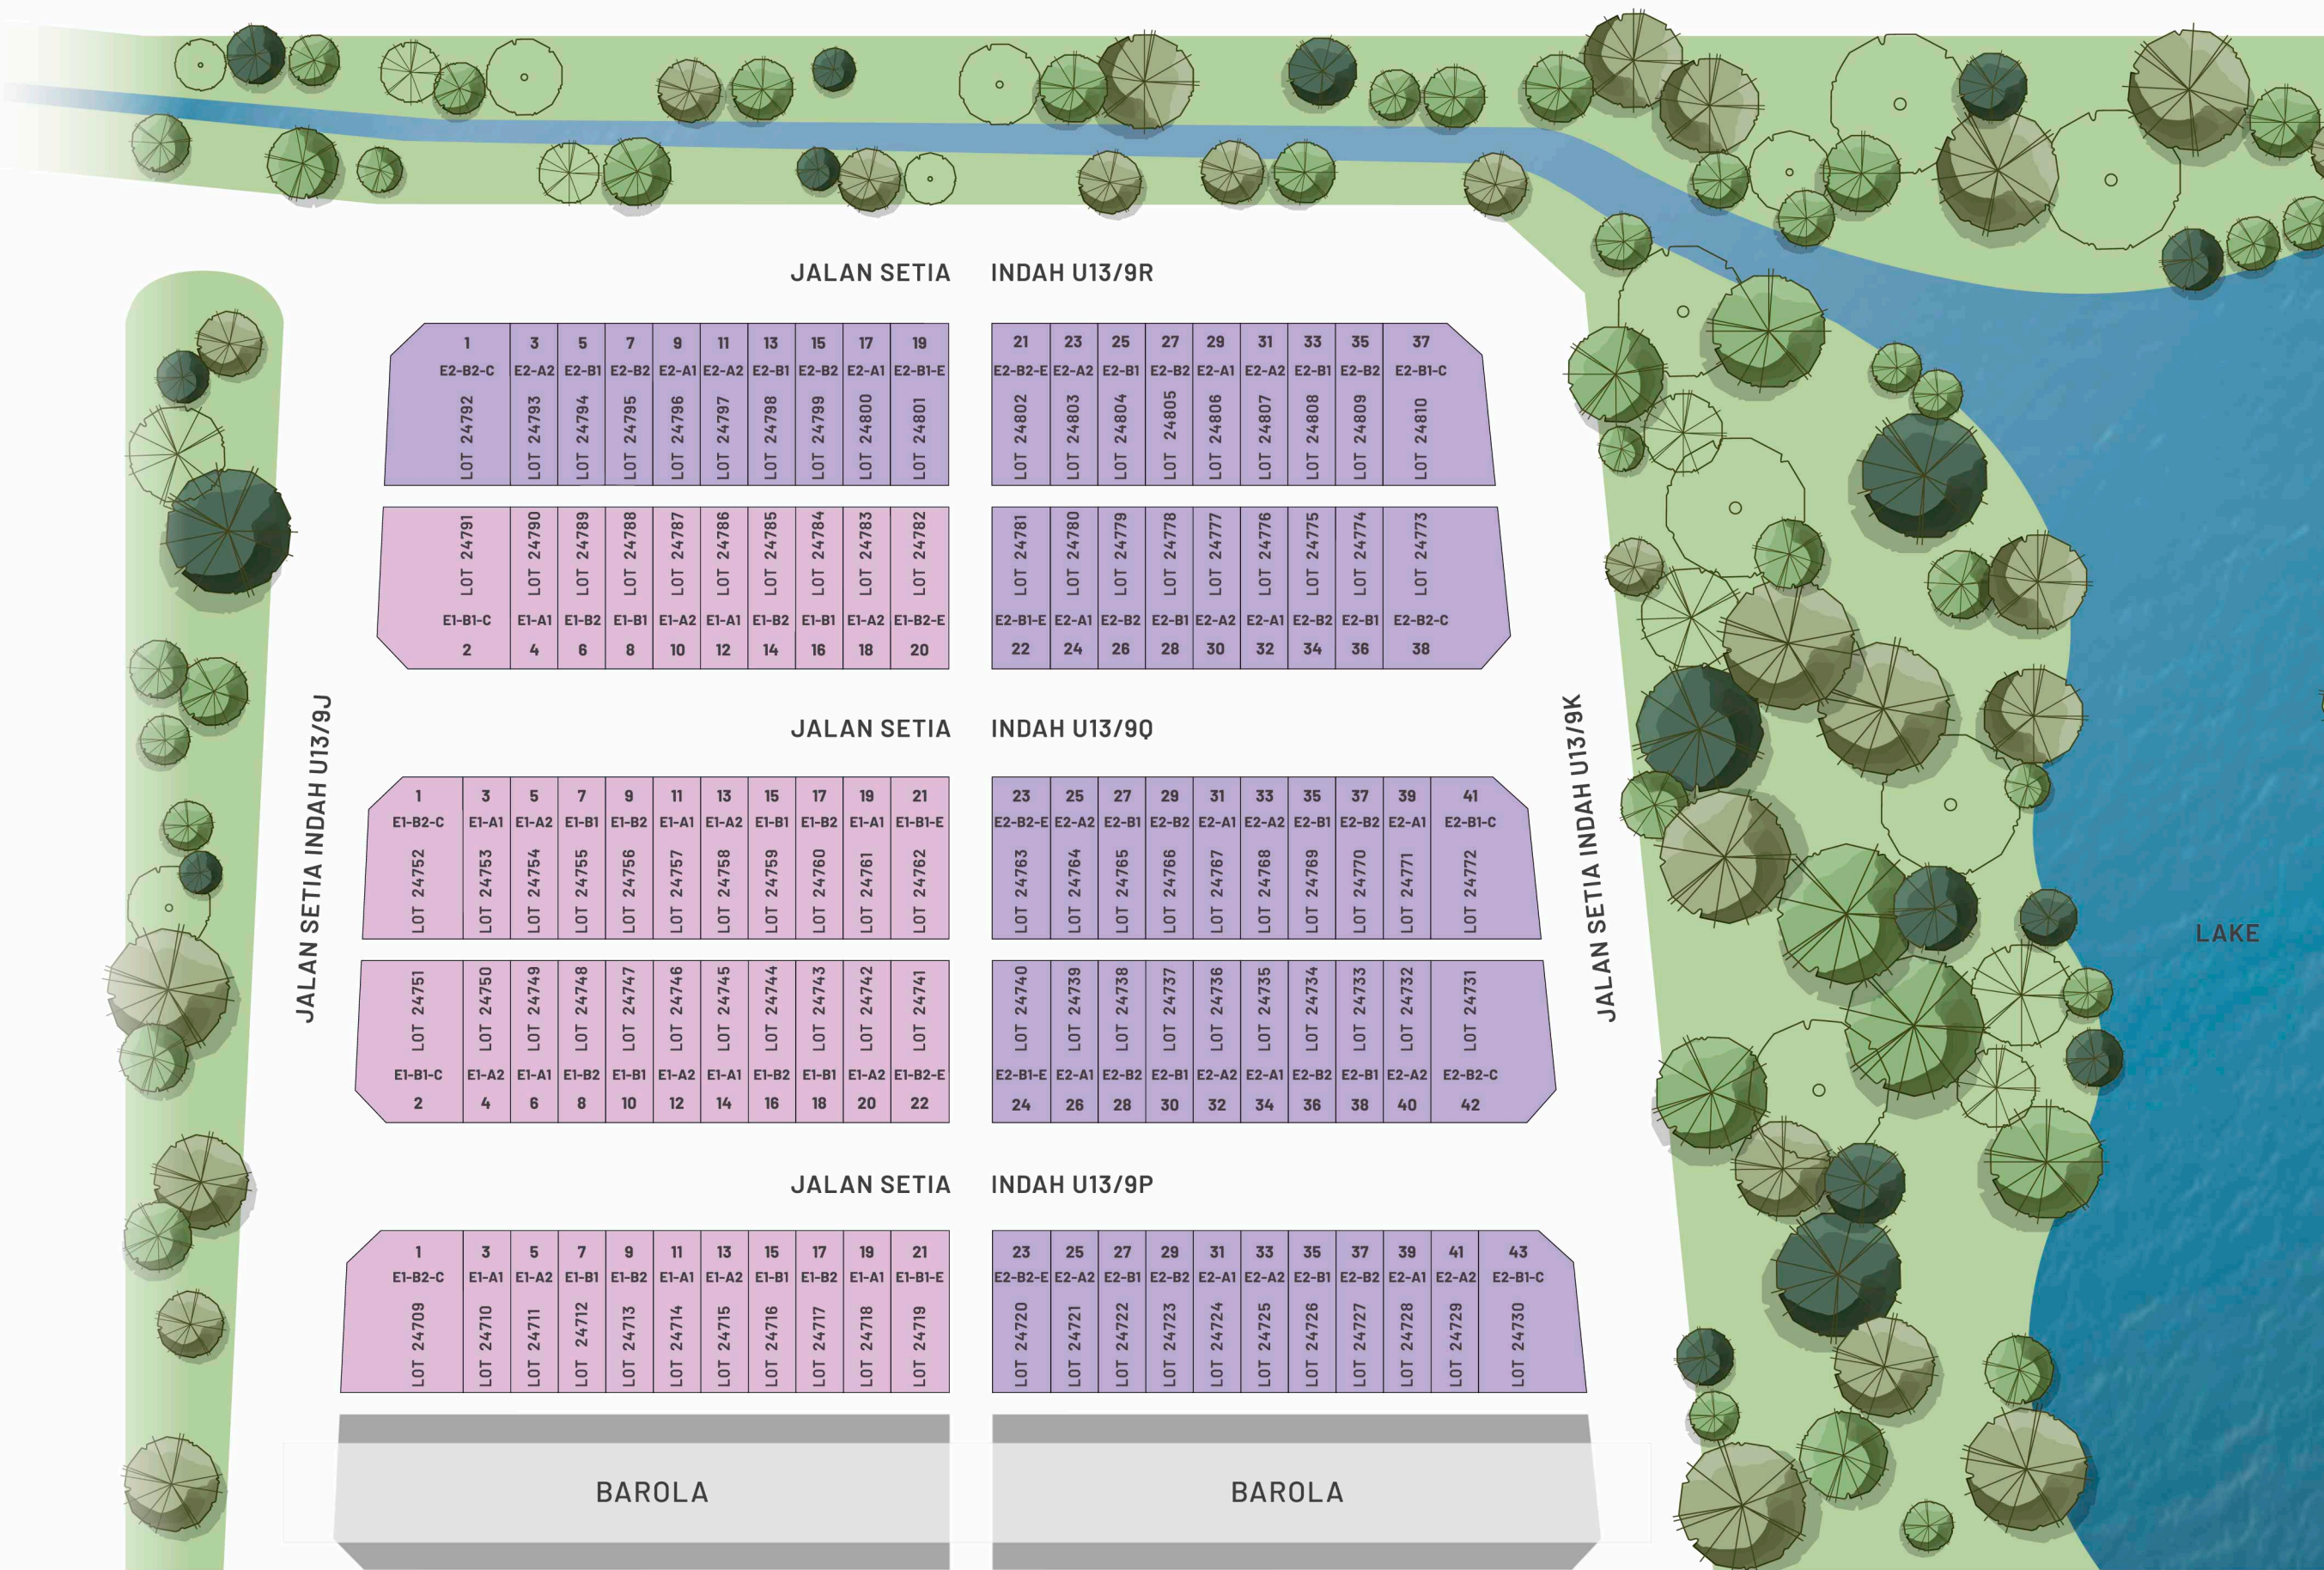 JALAN SETIA INDAH U13/9R
1 3 5 7 9 11 13 15 17 19 21 23 25 27 29 31 33 35 37
E2-B2-C E2-A2 E2-B1 E2-B2 E2-A1 E2-A2 E2-B1 E2-B2 E2-A1 E2-B1-E E2-B2-E E2-A2 E2-B1 E2-B2 E2-A1 E2-A2 E2-B1 E2-B2 E2-B1-C
LOT 24792 LOT 24793 LOT 24794 LOT 24795 LOT 24796 LOT 24797 LOT 24798 LOT 24799 LOT 24800 LOT 24801 LOT 24802 LOT 24803 LOT 24804 LOT 24805 LOT 24806 LOT 24807 LOT 24808 LOT 24809 LOT 24810
LOT 24791 LOT 24790 LOT 24789 LOT 24788 LOT 24787 LOT 24786 LOT 24785 LOT 24784 LOT 24783 LOT 24782 LOT 24781 LOT 24780 LOT 24779 LOT 24778 LOT 24777 LOT 24776 LOT 24775 LOT 24774 LOT 24773
E1-B1-C E1-A1 E1-B2 E1-B1 E1-A2 E1-A1 E1-B2 E1-B1 E1-A2 E1-B2-E E2-B1-E E2-A1 E2-B2 E2-B1 E2-A2 E2-A1 E2-B2 E2-B1 E2-B2-C
2 4 6 8 10 12 14 16 18 20 22 24 26 28 30 32 34 36 38
JALAN SETIA INDAH U13/9J
JALAN SETIA INDAH U13/9Q
JALAN SETIA INDAH U13/9K
1 3 5 7 9 11 13 15 17 19 21 23 25 27 29 31 33 35 37 39 41
E1-B2-C E1-A1 E1-A2 E1-B1 E1-B2 E1-A1 E1-A2 E1-B1 E1-B2 E1-A1 E1-B1-E E2-B2-E E2-A2 E2-B1 E2-B2 E2-A1 E2-A2 E2-B1 E2-B2 E2-A1 E2-B1-C
LOT 24752 LOT 24753 LOT 24754 LOT 24755 LOT 24756 LOT 24757 LOT 24758 LOT 24759 LOT 24760 LOT 24761 LOT 24762 LOT 24763 LOT 24764 LOT 24765 LOT 24766 LOT 24767 LOT 24768 LOT 24769 LOT 24770 LOT 24771 LOT 24772
LAKE
LOT 24751 LOT 24750 LOT 24749 LOT 24748 LOT 24747 LOT 24746 LOT 24745 LOT 24744 LOT 24743 LOT 24742 LOT 24741 LOT 24740 LOT 24739 LOT 24738 LOT 24737 LOT 24736 LOT 24735 LOT 24734 LOT 24733 LOT 24732 LOT 24731
E1-B1-C E1-A2 E1-A1 E1-B2 E1-B1 E1-A2 E1-A1 E1-B2 E1-B1 E1-A2 E1-B2-E E2-B1-E E2-A1 E2-B2 E2-B1 E2-A2 E2-A1 E2-B2 E2-B1 E2-A2 E2-B2-C
2 4 6 8 10 12 14 16 18 20 22 24 26 28 30 32 34 36 38 40 42
JALAN SETIA INDAH U13/9P
1 3 5 7 9 11 13 15 17 19 21 23 25 27 29 31 33 35 37 39 41 43
E1-B2-C E1-A1 E1-A2 E1-B1 E1-B2 E1-A1 E1-A2 E1-B1 E1-B2 E1-A1 E1-B1-E E2-B2-E E2-A2 E2-B1 E2-B2 E2-A1 E2-A2 E2-B1 E2-B2 E2-A1 E2-A2 E2-B1-C
LOT 24709 LOT 24710 LOT 24711 LOT 24712 LOT 24713 LOT 24714 LOT 24715 LOT 24716 LOT 24717 LOT 24718 LOT 24719 LOT 24720 LOT 24721 LOT 24722 LOT 24723 LOT 24724 LOT 24725 LOT 24726 LOT 24727 LOT 24728 LOT 24729 LOT 24730
BAROLA BAROLA